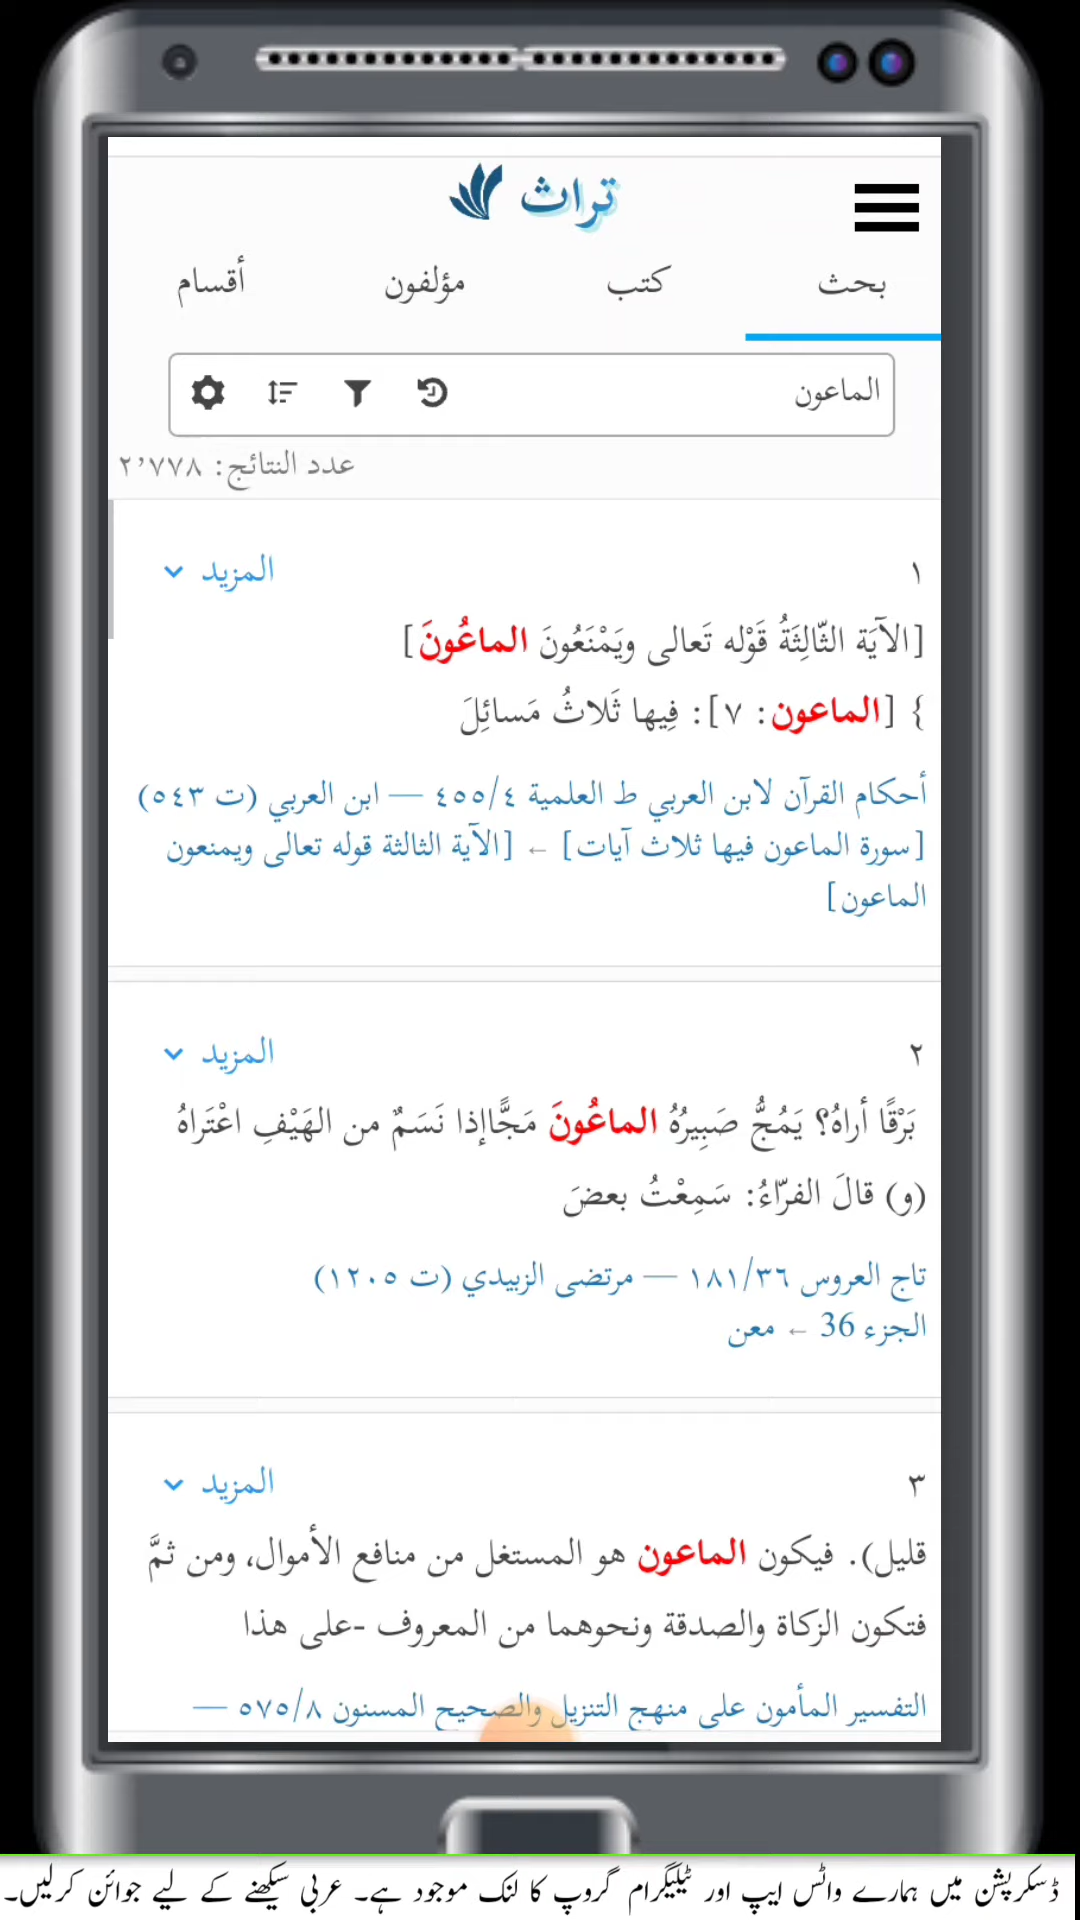 تراث
بحث
كتب
مؤلفون
أقسام
الماعون
عدد النتائج: ٢٬٧٧٨
١
المزيد
[الآيَة الثّالِثَةُ قَوْله تَعالى ويَمْنَعُونَ الماعُونَ]
} [الماعون: ٧]: فِيها ثَلاثُ مَسائِلَ
أحكام القرآن لابن العربي ط العلمية ٤/٤٥٥ — ابن العربي (ت ٥٤٣)
[سورة الماعون فيها ثلاث آيات] ← [الآية الثالثة قوله تعالى ويمنعون
الماعون]
٢
المزيد
بَرْقًا أراهُ؟ يَمُجُّ صَبِيرُهُ الماعُونَ مَجًّاإذا نَسَمٌ من الهَيْفِ اعْتَراهُ
(و) قالَ الفرّاءُ: سَمِعْتُ بعضَ
تاج العروس ٣٦/١٨١ — مرتضى الزبيدي (ت ١٢٠٥)
الجزء 36 ← معن
٣
المزيد
قليل). فيكون الماعون هو المستغل من منافع الأموال، ومن ثمَّ
فتكون الزكاة والصدقة ونحوهما من المعروف -على هذا
التفسير المأمون على منهج التنزيل والصحيح المسنون ٨/٥٧٥ —
ڈسکرپشن میں ہمارے واٹس ایپ اور ٹیلیگرام گروپ کا لنک موجود ہے۔ عربی سیکھنے کے لیے جوائن کرلیں۔